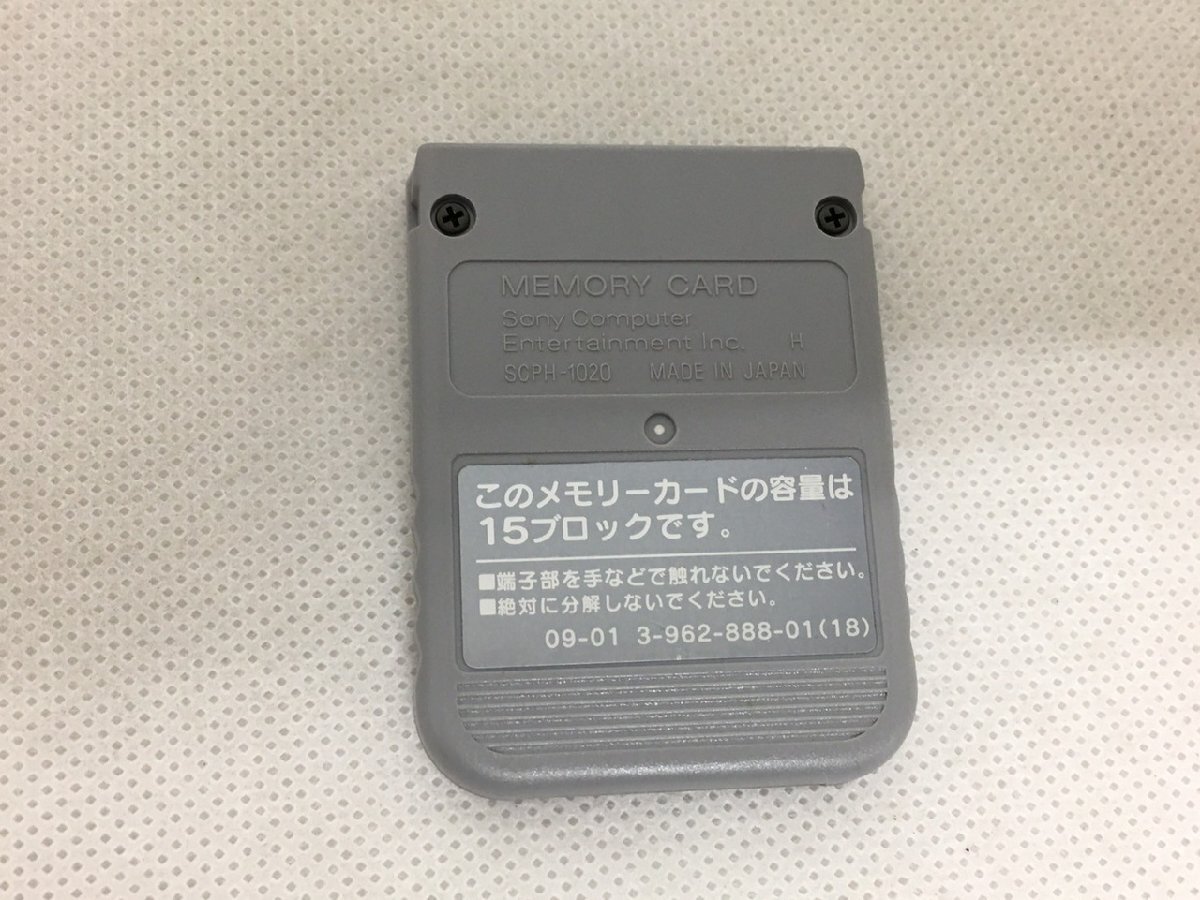 MEMORY CARD
Sony Computer
Entertainment Inc. H
SCPH-1020 MADE IN JAPAN
このメモリーカードの容量は
15ブロックです。
■端子部を手などで触れないでください。
■絶対に分解しないでください。
09-01 3-962-888-01(18)